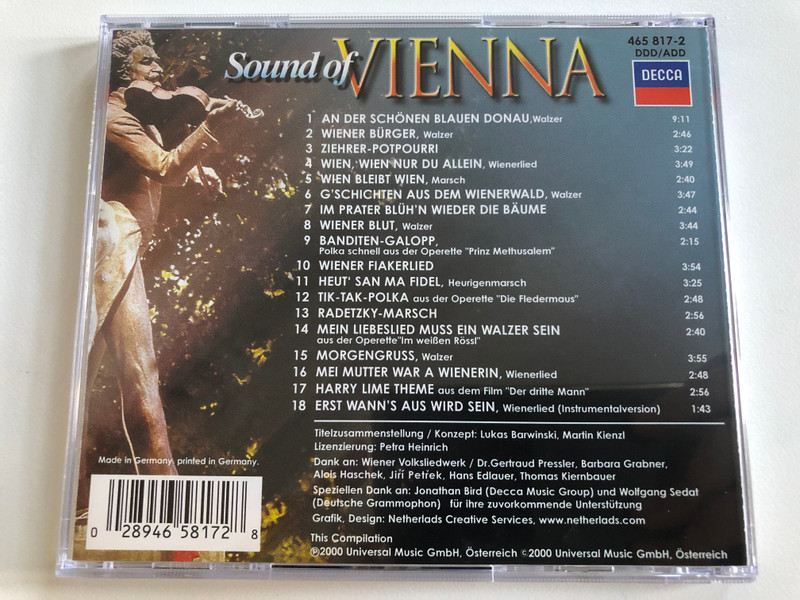 Sound of VIENNA
465 817-2
DDD/ADD
DECCA
1 AN DER SCHÖNEN BLAUEN DONAU, Walzer 9:11
2 WIENER BÜRGER, Walzer 2:46
3 ZIEHRER-POTPOURRI 3:22
4 WIEN, WIEN NUR DU ALLEIN, Wienerlied 3:49
5 WIEN BLEIBT WIEN, Marsch 2:40
6 G'SCHICHTEN AUS DEM WIENERWALD, Walzer 3:47
7 IM PRATER BLÜH'N WIEDER DIE BÄUME 2:44
8 WIENER BLUT, Walzer 3:44
9 BANDITEN-GALOPP, 2:15
Polka schnell aus der Operette "Prinz Methusalem"
10 WIENER FIAKERLIED 3:54
11 HEUT' SAN MA FIDEL, Heurigenmarsch 3:25
12 TIK-TAK-POLKA aus der Operette "Die Fledermaus" 2:48
13 RADETZKY-MARSCH 2:56
14 MEIN LIEBESLIED MUSS EIN WALZER SEIN 2:40
aus der Operette"Im weißen Rössl"
15 MORGENGRUSS, Walzer 3:55
16 MEI MUTTER WAR A WIENERIN, Wienerlied 2:48
17 HARRY LIME THEME aus dem Film "Der dritte Mann" 2:56
18 ERST WANN'S AUS WIRD SEIN, Wienerlied (Instrumentalversion) 1:43
Titelzusammenstellung / Konzept: Lukas Barwinski, Martin Kienzl
Lizenzierung: Petra Heinrich
Dank an: Wiener Volksliedwerk / Dr.Gertraud Pressler, Barbara Grabner,
Alois Haschek, Jiří Petřek, Hans Edlauer, Thomas Kiernbauer
Speziellen Dank an: Jonathan Bird (Decca Music Group) und Wolfgang Sedat
(Deutsche Grammophon) für ihre zuvorkommende Unterstützung
Grafik, Design: Netherlads Creative Services, www.netherlads.com
This Compilation
℗2000 Universal Music GmbH, Österreich ©2000 Universal Music GmbH, Österreich
Made in Germany, printed in Germany.
0 28946 58172 8